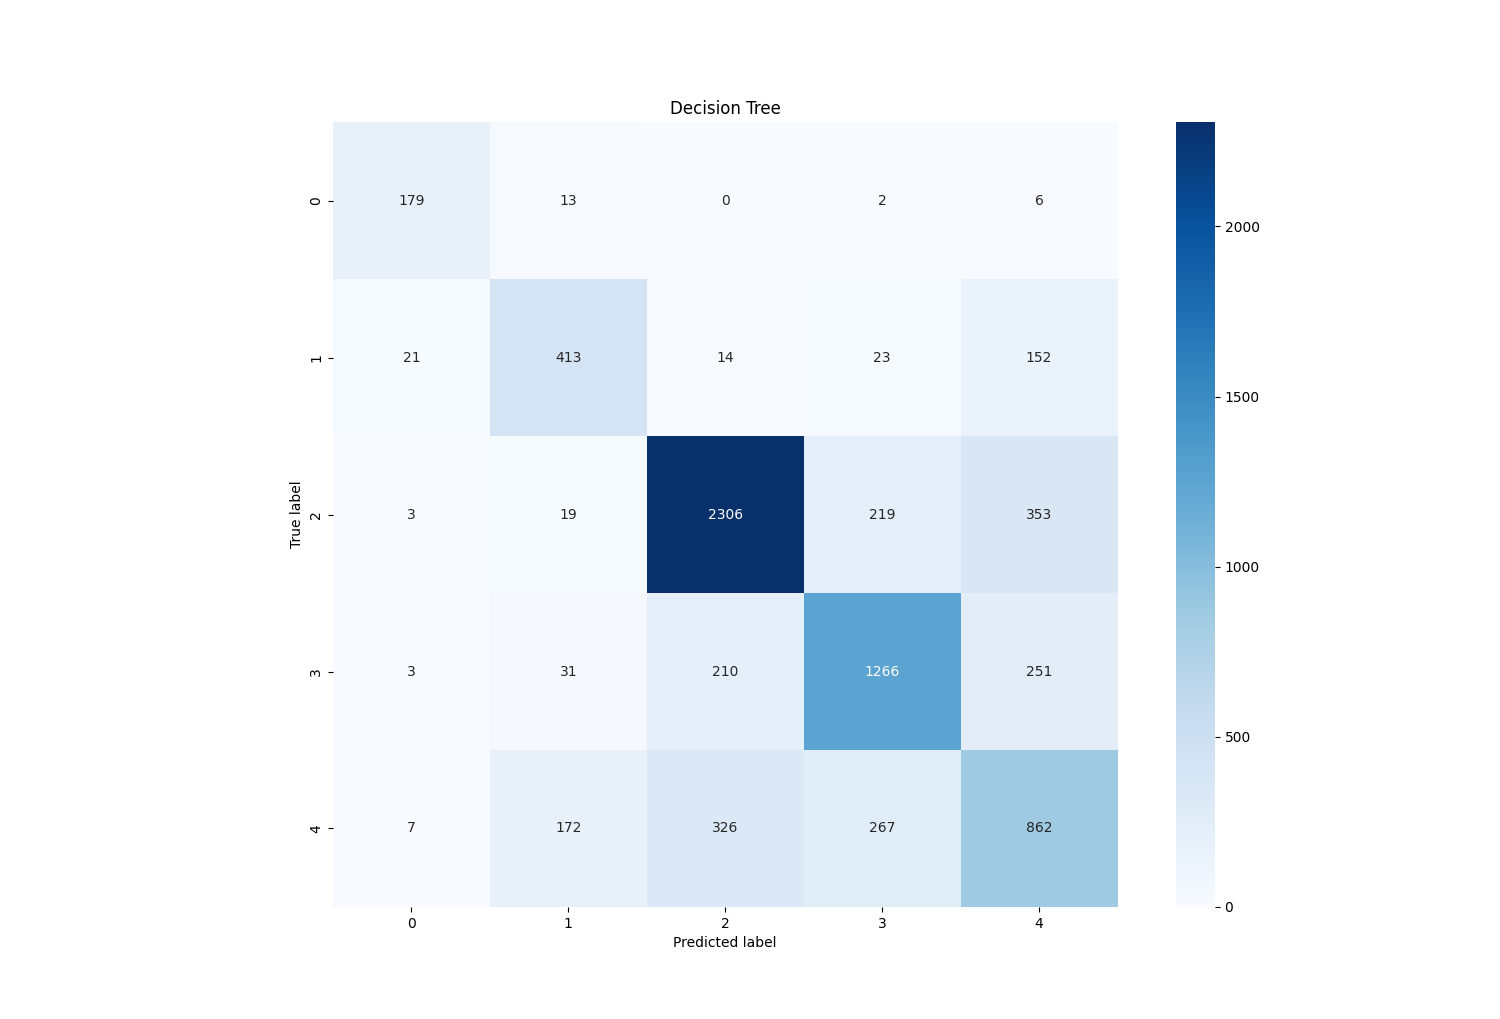 Decision Tree
0 179 13 0 2 6
1 21 413 14 23 152
2 3 19 2306 219 353
3 3 31 210 1266 251
4 7 172 326 267 862
0 1 2 3 4
Predicted label
True label
2000
1500
1000
500
0